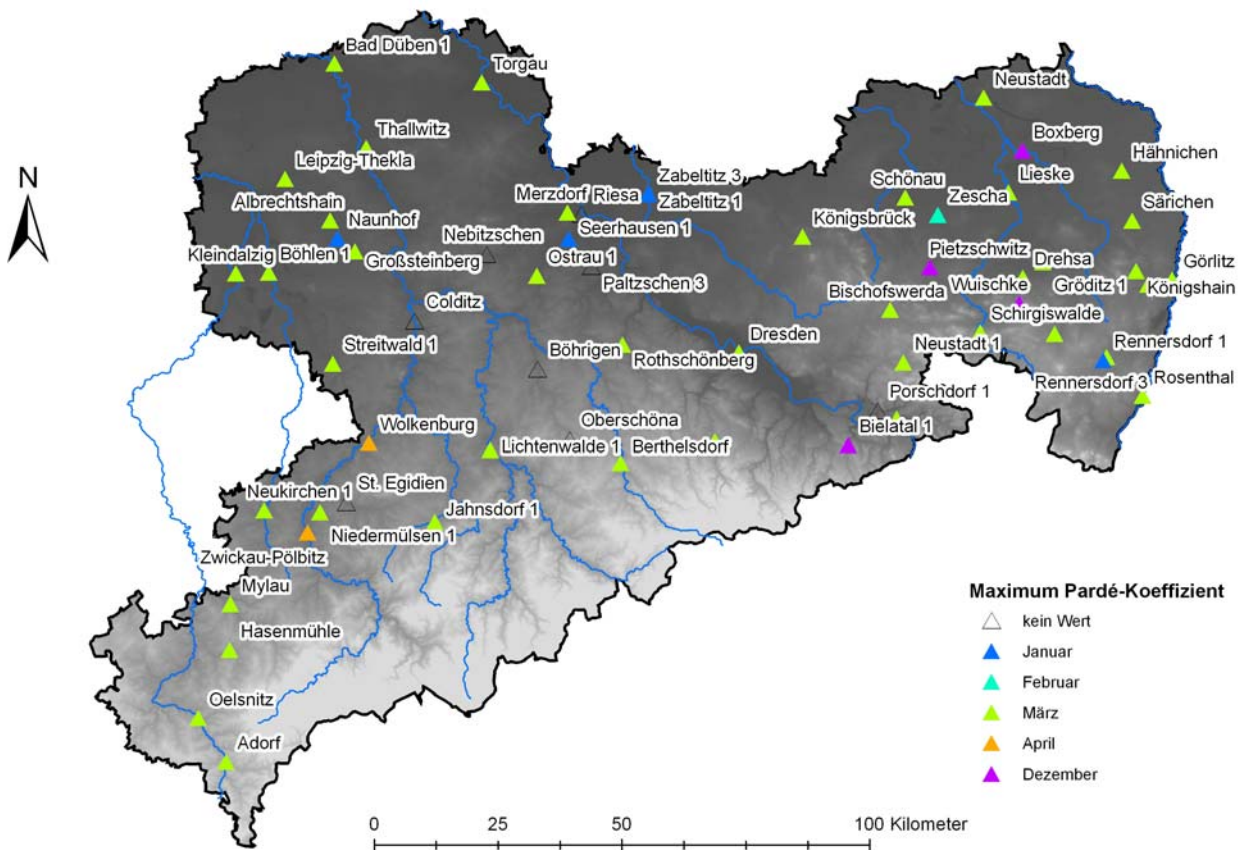 Bad Düben 1
Torgau
Neustadt
Thallwitz
Boxberg
Leipzig-Thekla
Hähnichen
Zabeltitz 3
Lieske
Merzdorf
Riesa
Zabeltitz 1
Schönau
Zescha
Albrechtshain
Naunhof
Seerhausen 1
Königsbrück
Särichen
Nebitzschen
Kleindalzig
Böhlen 1
Großsteinberg
Ostrau 1
Pietzschwitz
Drehsa
Görlitz
Paltzschen 3
Wuischke
Gröditz 1
Königshain
Colditz
Bischofswerda
Schirgiswalde
Streitwald 1
Böhrigen
Rothschönberg
Dresden
Neustadt 1
Rennersdorf 1
Rennersdorf 3
Rosenthal
Porschdorf 1
Wolkenburg
Oberschöna
Bielatal 1
Lichtenwalde 1
Berthelsdorf
St. Egidien
Neukirchen 1
Jahnsdorf 1
Niedermülsen 1
Zwickau-Pölbitz
Mylau
Hasenmühle
Oelsnitz
Adorf
N
Maximum Pardé-Koeffizient
kein Wert
Januar
Februar
März
April
Dezember
0 25 50 100 Kilometer